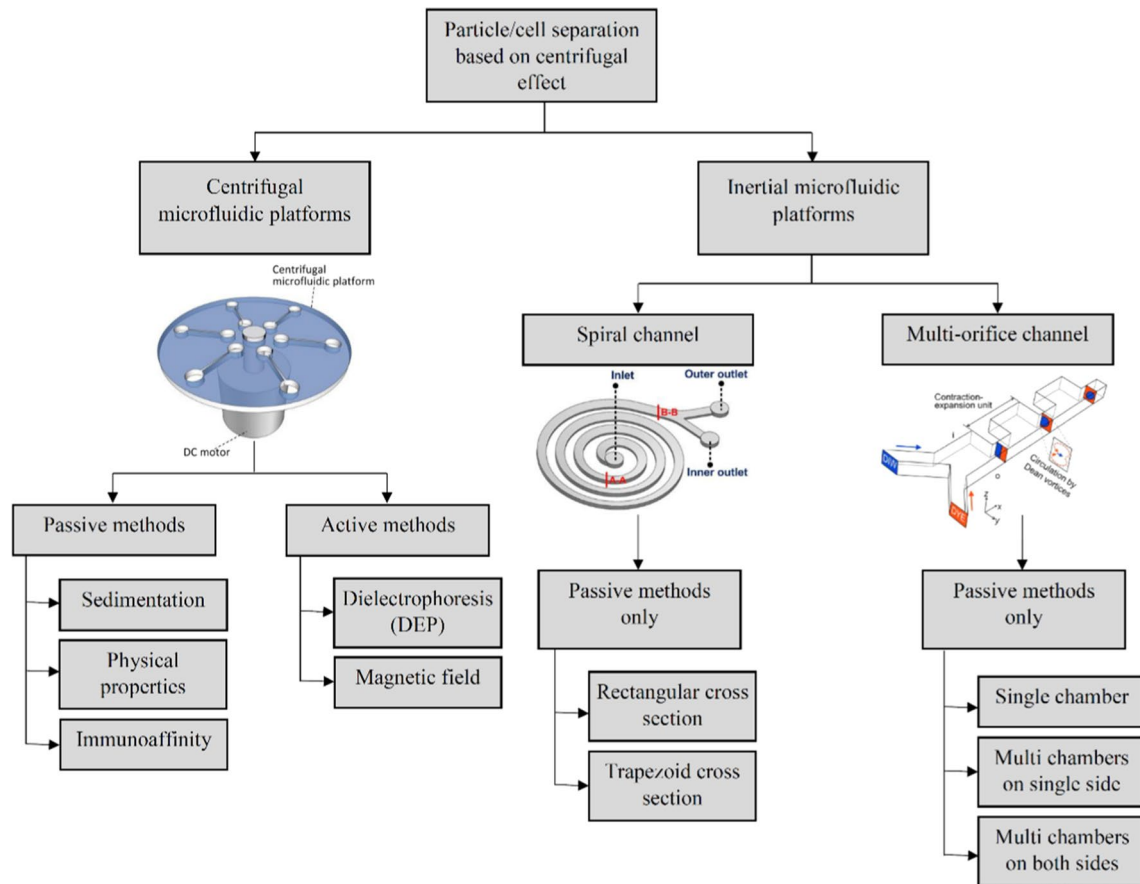 Particle/cell separation
based on centrifugal
effect
Centrifugal
microfluidic platforms
Inertial microfluidic
platforms
Centrifugal
microfluidic platform
DC motor
Spiral channel
Multi-orifice channel
Inlet
Outer outlet
B-B
A-A
Inner outlet
Contraction-
expansion unit
i
o
DIW
DYE
z
x
y
Circulation by
Dean vortices
Passive methods
Active methods
Sedimentation
Physical
properties
Immunoaffinity
Dielectrophoresis
(DEP)
Magnetic field
Passive methods
only
Rectangular cross
section
Trapezoid cross
section
Passive methods
only
Single chamber
Multi chambers
on single side
Multi chambers
on both sides